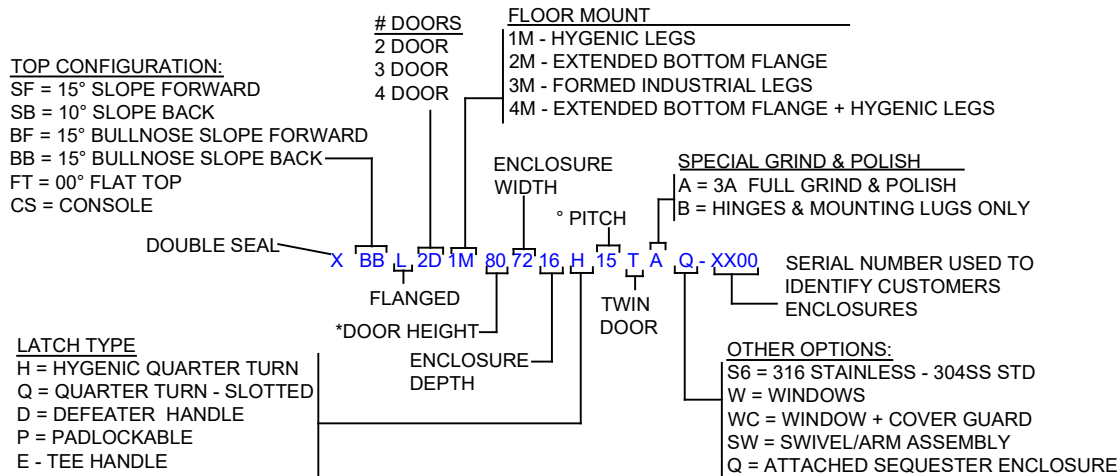 TOP CONFIGURATION:
SF = 15° SLOPE FORWARD
SB = 10° SLOPE BACK
BF = 15° BULLNOSE SLOPE FORWARD
BB = 15° BULLNOSE SLOPE BACK
FT = 00° FLAT TOP
CS = CONSOLE
# DOORS
2 DOOR
3 DOOR
4 DOOR
FLOOR MOUNT
1M - HYGENIC LEGS
2M - EXTENDED BOTTOM FLANGE
3M - FORMED INDUSTRIAL LEGS
4M - EXTENDED BOTTOM FLANGE + HYGENIC LEGS
ENCLOSURE
WIDTH
° PITCH
SPECIAL GRIND & POLISH
A = 3A FULL GRIND & POLISH
B = HINGES & MOUNTING LUGS ONLY
DOUBLE SEAL
X BB L 2D 1M 80 72 16 H 15 T A Q - XX00
FLANGED
*DOOR HEIGHT
ENCLOSURE
DEPTH
TWIN
DOOR
SERIAL NUMBER USED TO
IDENTIFY CUSTOMERS
ENCLOSURES
LATCH TYPE
H = HYGENIC QUARTER TURN
Q = QUARTER TURN - SLOTTED
D = DEFEATER HANDLE
P = PADLOCKABLE
E - TEE HANDLE
OTHER OPTIONS:
S6 = 316 STAINLESS - 304SS STD
W = WINDOWS
WC = WINDOW + COVER GUARD
SW = SWIVEL/ARM ASSEMBLY
Q = ATTACHED SEQUESTER ENCLOSURE